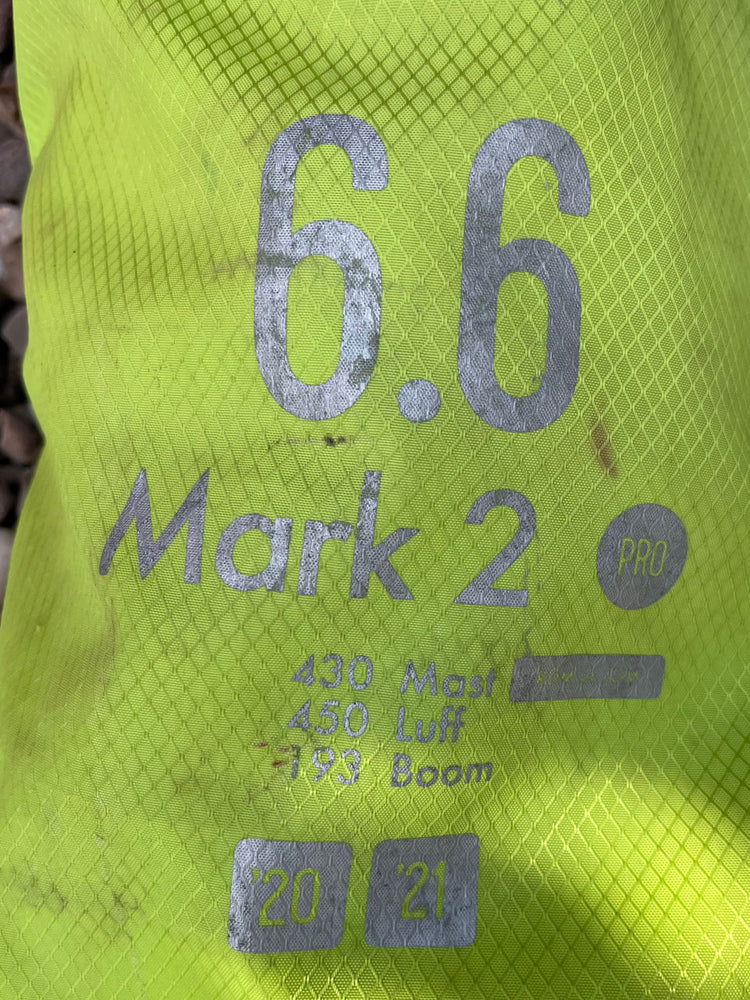 6.6
Mark 2 PRO
430 Mast
450 Luff
193 Boom
'20 '21